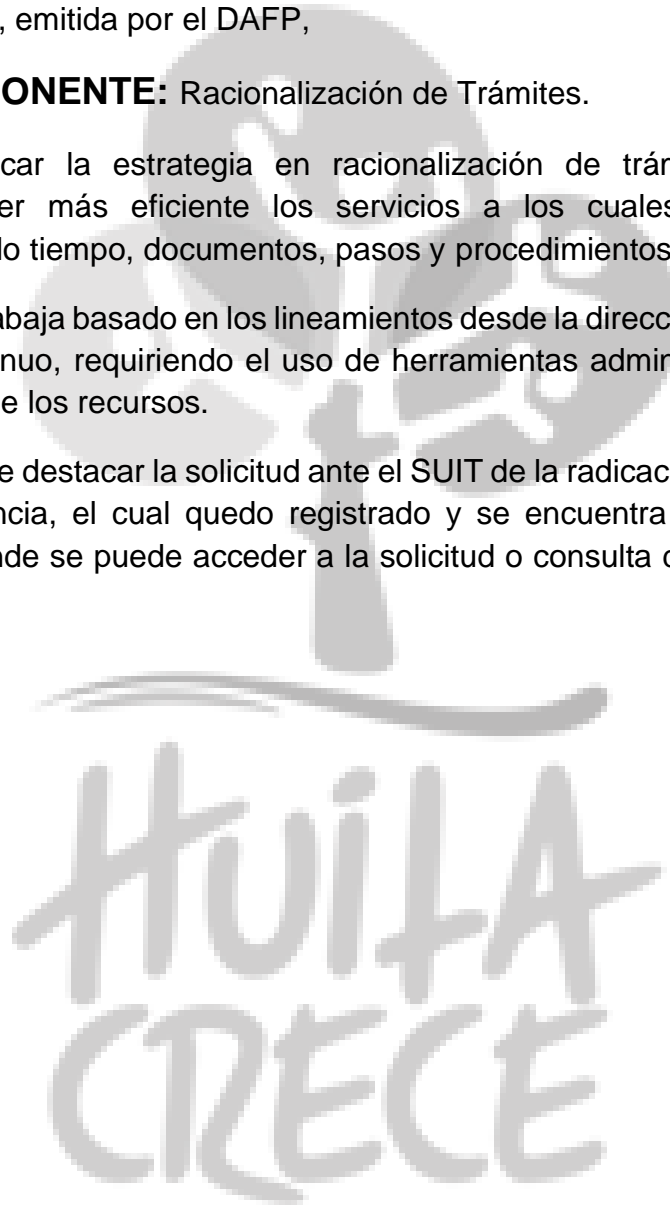 , emitida por el DAFP,
ONENTE: Racionalización de Trámites.
car la estrategia en racionalización de trám
er más eficiente los servicios a los cuales
do tiempo, documentos, pasos y procedimientos
abaja basado en los lineamientos desde la direcc
nuo, requiriendo el uso de herramientas admin
e los recursos.
e destacar la solicitud ante el SUIT de la radicac
ncia, el cual quedo registrado y se encuentra
nde se puede acceder a la solicitud o consulta
HUILA
CRECE